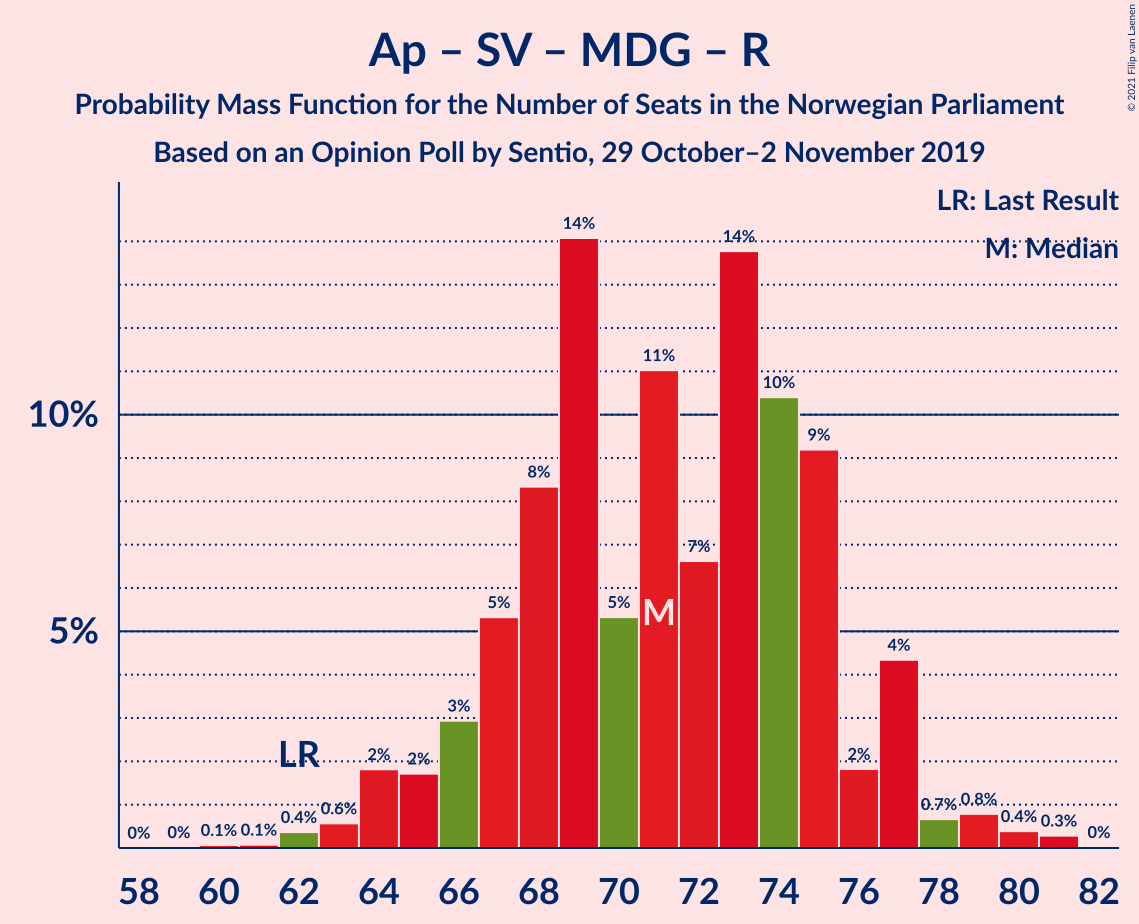 Ap – SV – MDG – R
Probability Mass Function for the Number of Seats in the Norwegian Parliament
Based on an Opinion Poll by Sentio, 29 October–2 November 2019
© 2021 Filip van Laenen
LR: Last Result
M: Median
10%
5%
0% 0% 0.1% 0.1% 0.4% 0.6% 2% 2% 3% 5% 8% 14% 5% 11% 7% 14% 10% 9% 2% 4% 0.7% 0.8% 0.4% 0.3% 0%
LR
M
58 60 62 64 66 68 70 72 74 76 78 80 82